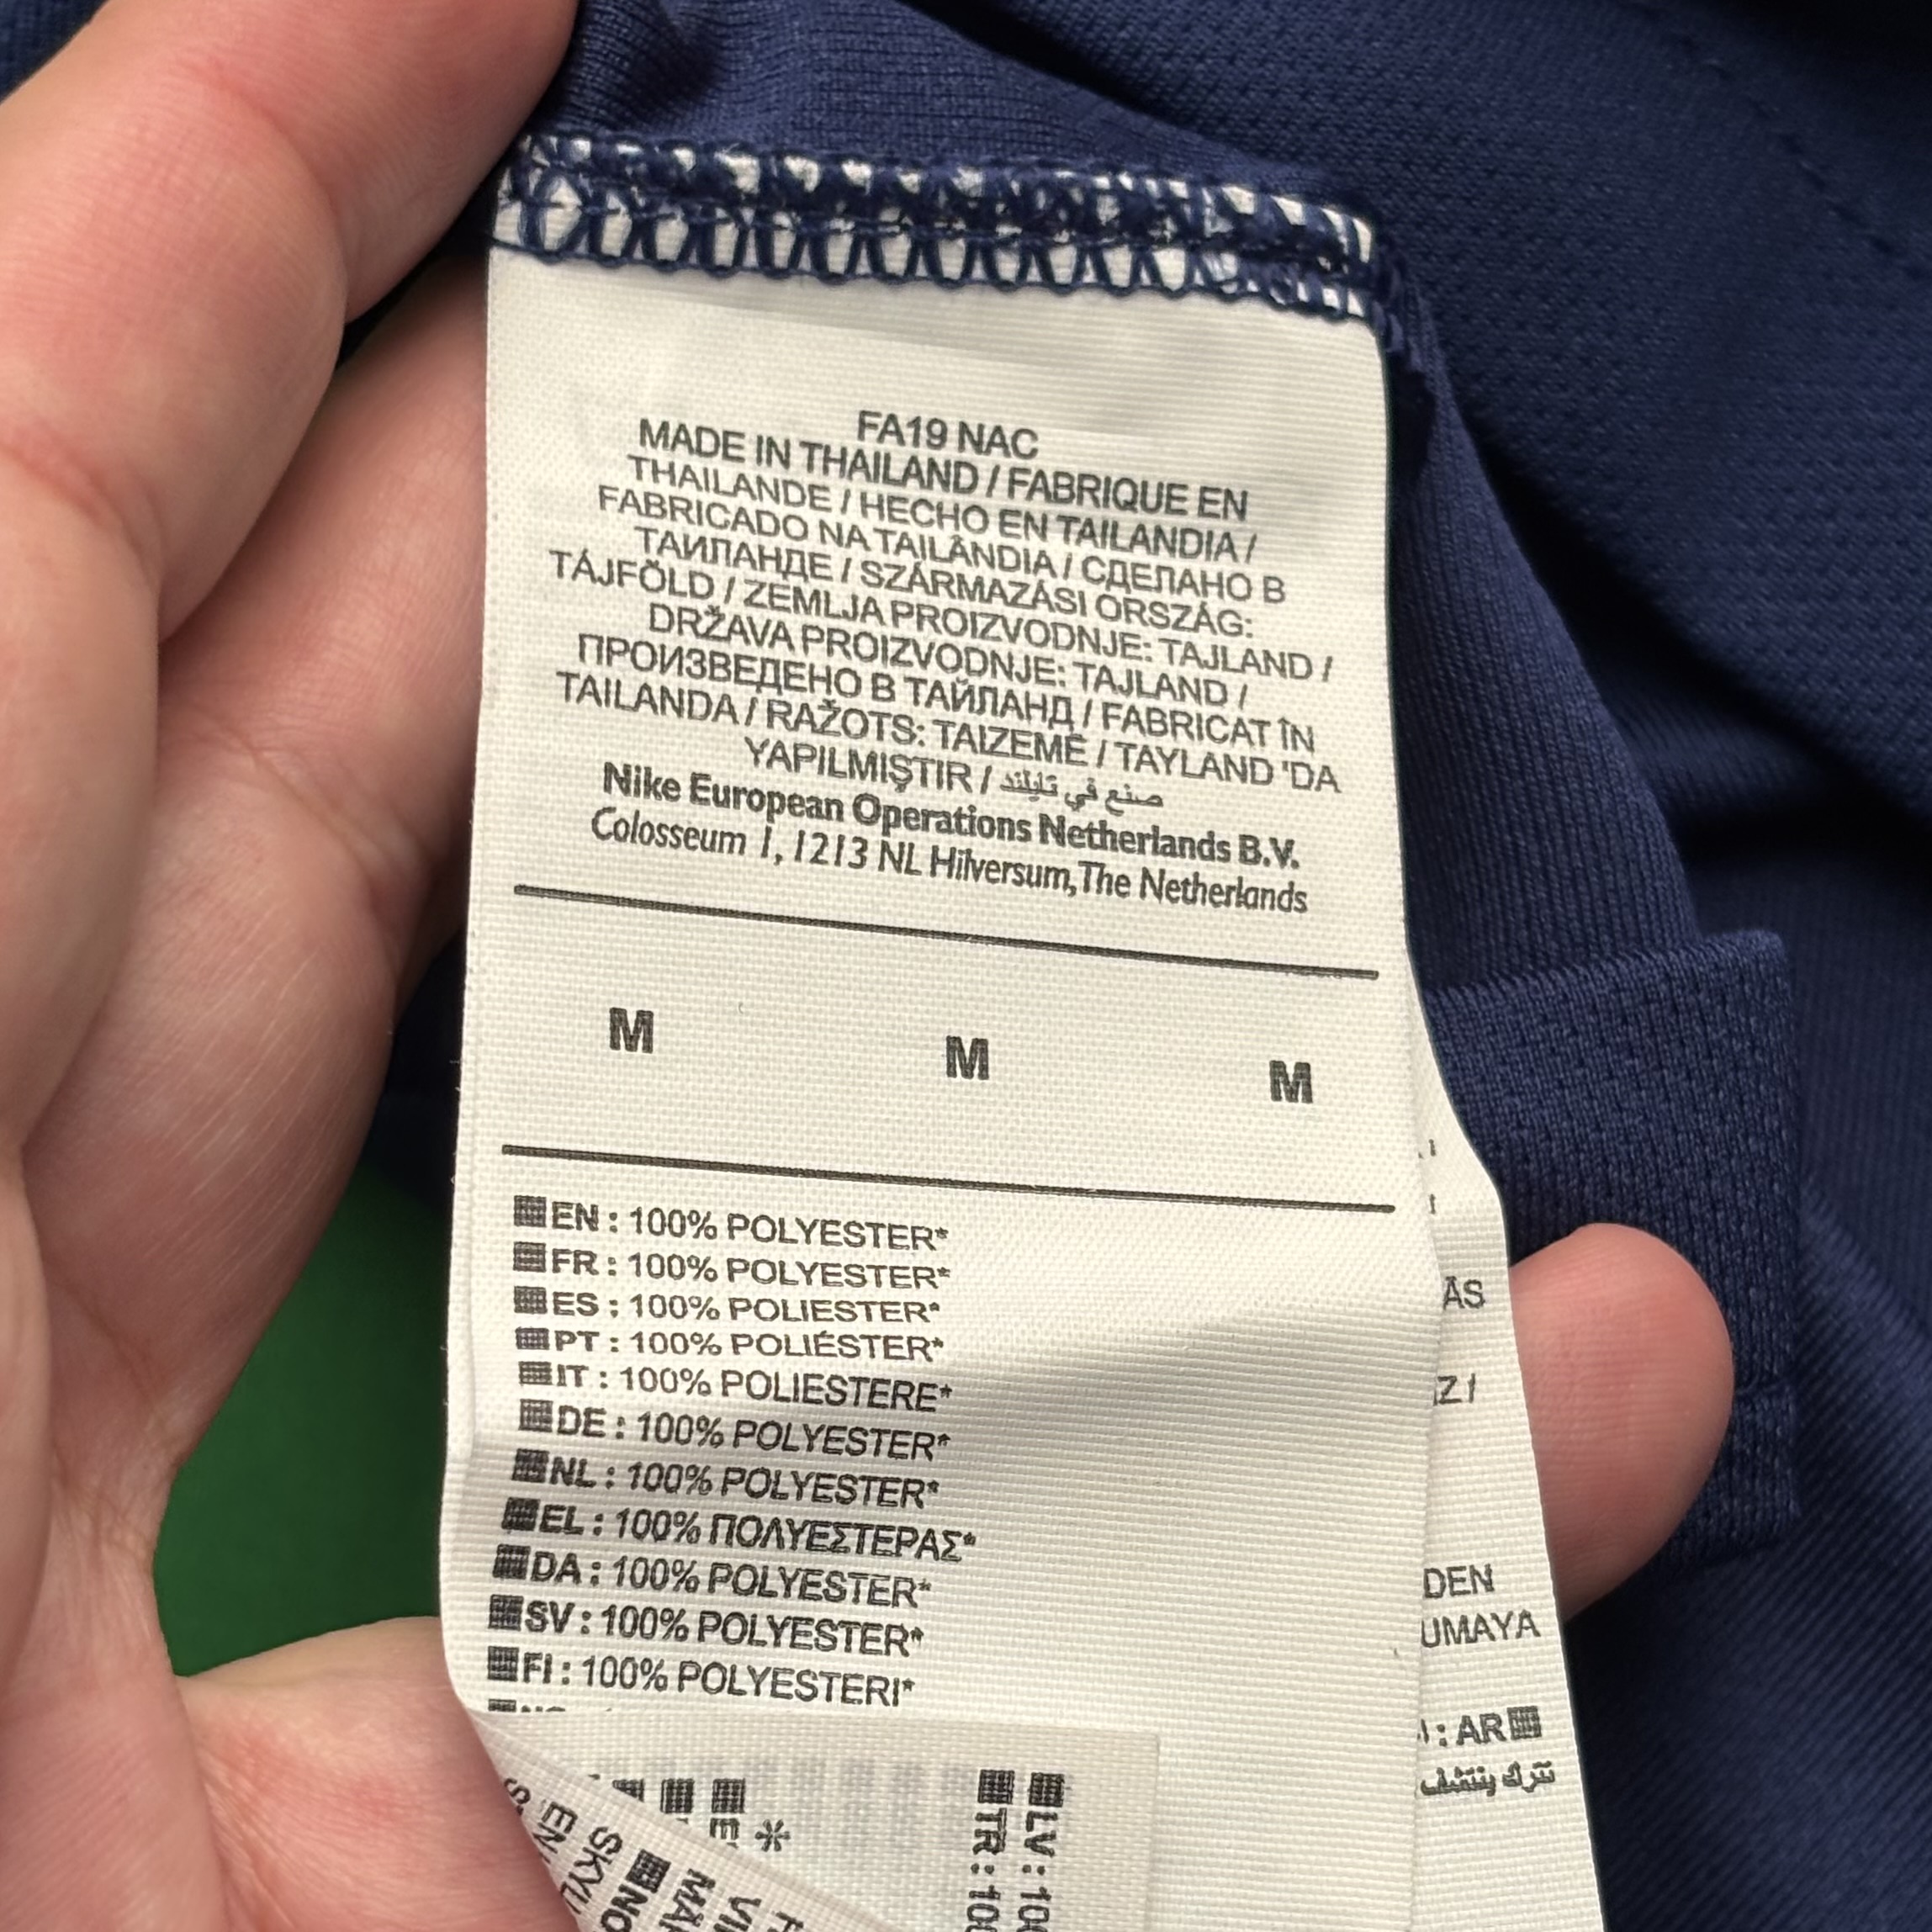 FA19 NAC
MADE IN THAILAND / FABRIQUE EN
THAILANDE / HECHO EN TAILANDIA /
FABRICADO NA TAILÂNDIA / СДЕЛАНО В
ТАИЛАНДЕ / SZÁRMAZÁSI ORSZÁG:
TÁJFÖLD / ZEMLJA PROIZVODNJE: TAJLAND /
DRŽAVA PROIZVODNJE: TAJLAND /
ПРОИЗВЕДЕНО В ТАЙЛАНД / FABRICAT ÎN
TAILANDA / RAŽOTS: TAIZEMĒ / TAYLAND 'DA
YAPILMIŞTIR / صنع في تايلند
Nike European Operations Netherlands B.V.
Colosseum 1, 1213 NL Hilversum, The Netherlands
M M M
EN : 100% POLYESTER*
FR : 100% POLYESTER*
ES : 100% POLIESTER*
PT : 100% POLIÉSTER*
IT : 100% POLIESTERE*
DE : 100% POLYESTER*
NL : 100% POLYESTER*
EL : 100% ΠΟΛΥΕΣΤΕΡΑΣ*
DA : 100% POLYESTER*
SV : 100% POLYESTER*
FI : 100% POLYESTERI*
LV : 100
TR : 100
DEN
UMAYA
: AR